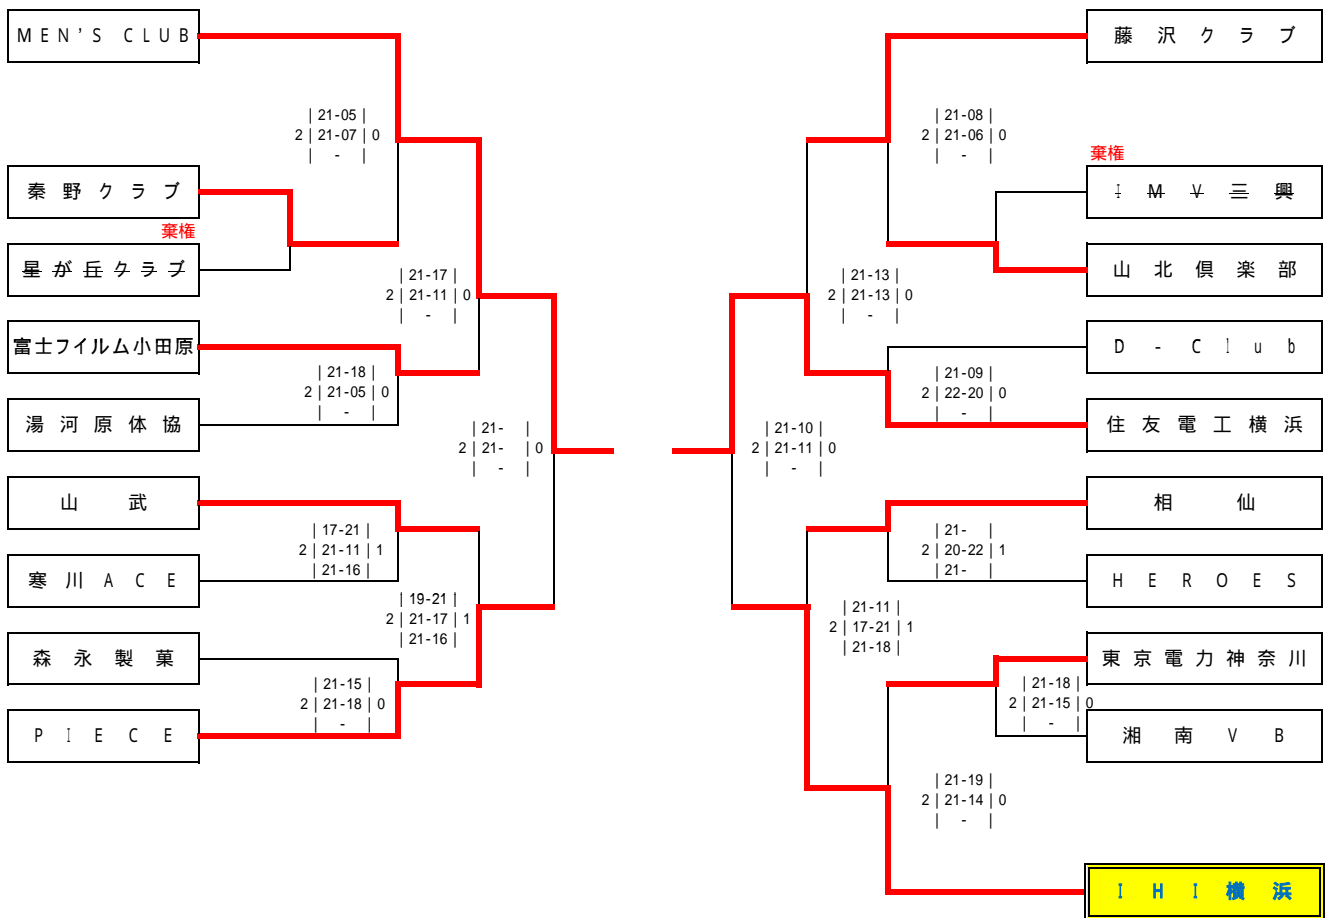 MEN'S CLUB
| 21-05 |
2 | 21-07 | 0
| - |
秦野クラブ
棄権
星が丘クラブ
| 21-17 |
2 | 21-11 | 0
| - |
富士フイルム小田原
| 21-18 |
2 | 21-05 | 0
| - |
湯河原体協
| 21- |
2 | 21- | 0
| - |
山武
| 17-21 |
2 | 21-11 | 1
| 21-16 |
寒川ACE
| 19-21 |
2 | 21-17 | 1
| 21-16 |
森永製菓
| 21-15 |
2 | 21-18 | 0
| - |
PIECE
藤沢クラブ
| 21-08 |
2 | 21-06 | 0
| - |
棄権
IMV三興
山北倶楽部
| 21-13 |
2 | 21-13 | 0
| - |
D-Club
| 21-09 |
2 | 22-20 | 0
| - |
住友電工横浜
| 21-10 |
2 | 21-11 | 0
| - |
相仙
| 21- |
2 | 20-22 | 1
| 21- |
HEROES
| 21-11 |
2 | 17-21 | 1
| 21-18 |
東京電力神奈川
| 21-18 |
2 | 21-15 | 0
| - |
湘南VB
| 21-19 |
2 | 21-14 | 0
| - |
IHI横浜